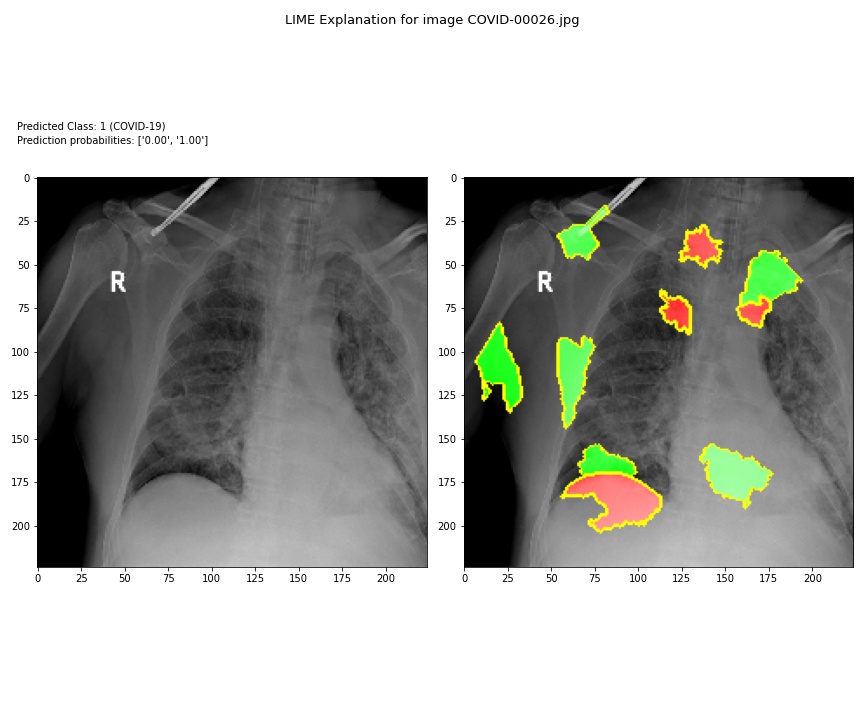 LIME Explanation for image COVID-00026.jpg
Predicted Class: 1 (COVID-19)
Prediction probabilities: ['0.00', '1.00']
0
25
50
75
100
125
150
175
200
R
0 25 50 75 100 125 150 175 200
0
25
50
75
100
125
150
175
200
R
0 25 50 75 100 125 150 175 200